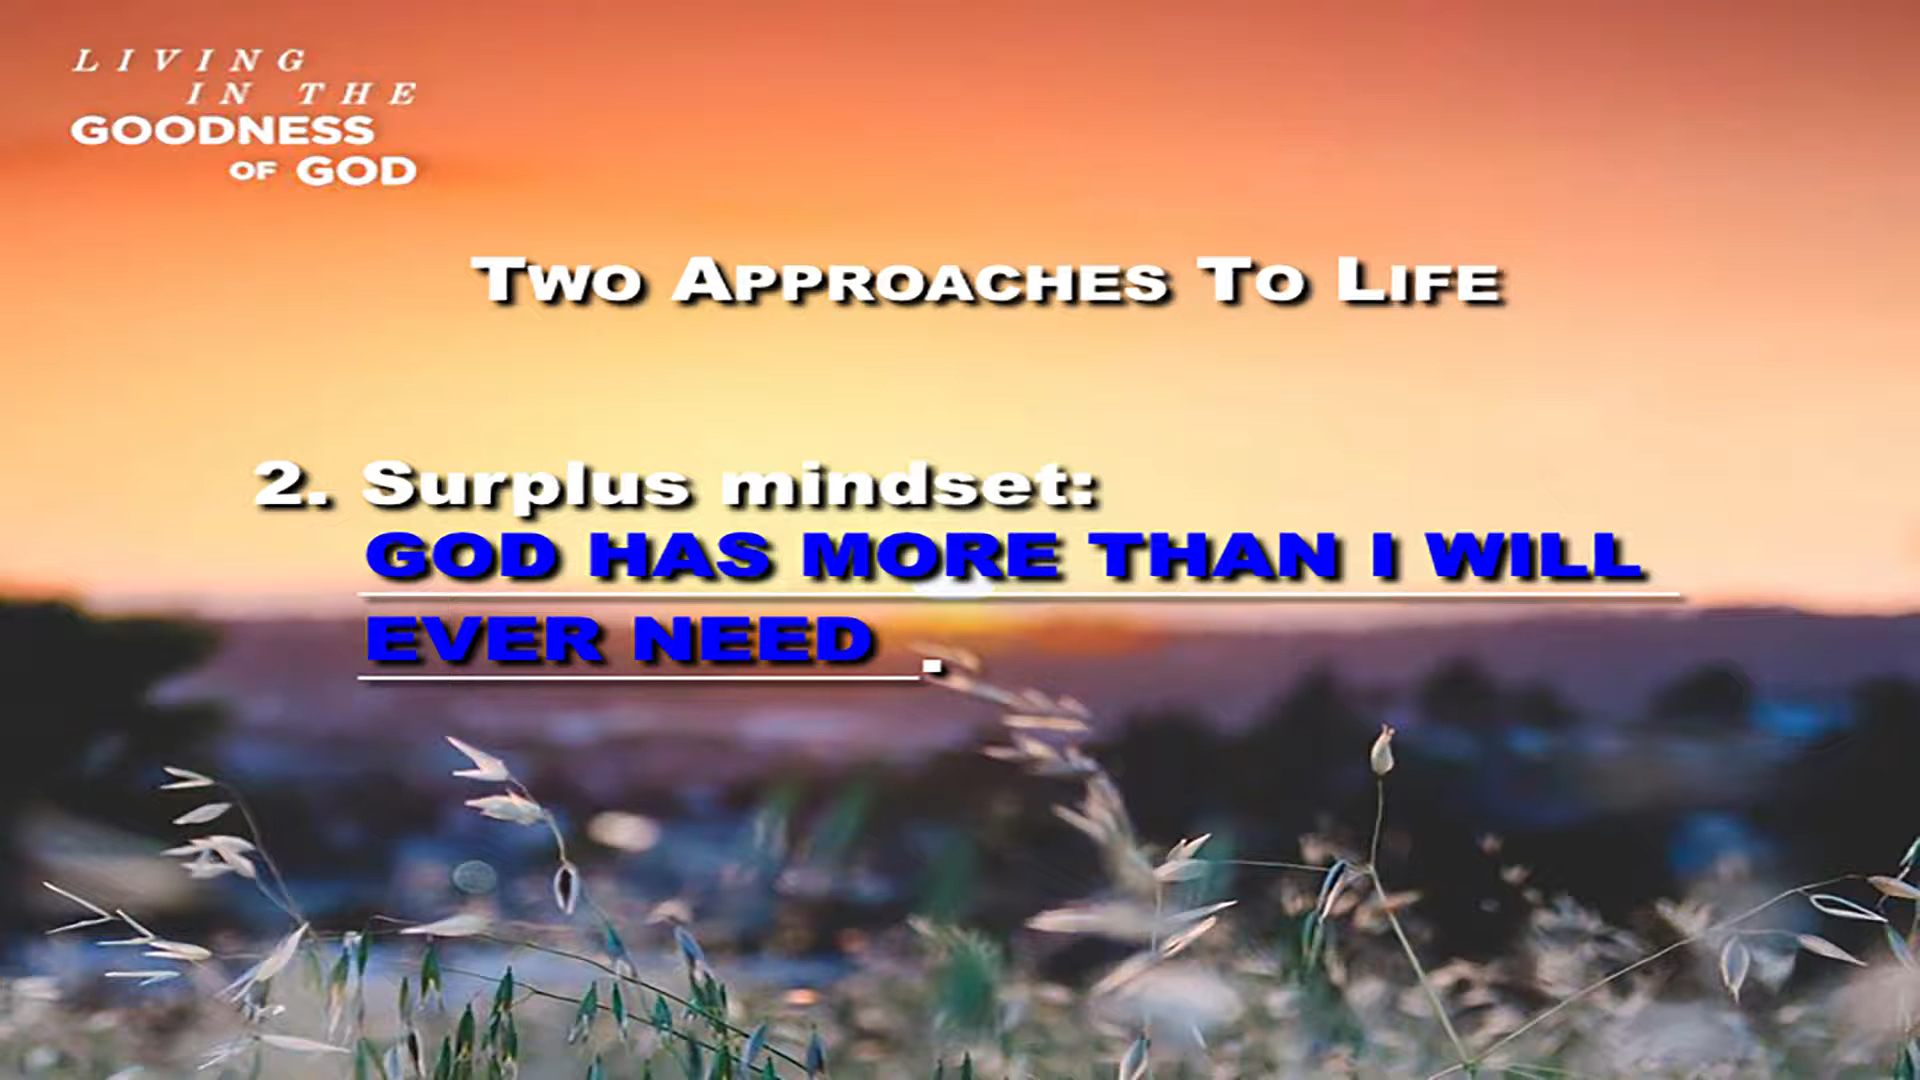 LIVING
IN THE
GOODNESS
OF GOD
TWO APPROACHES TO LIFE
2. Surplus mindset:
GOD HAS MORE THAN I WILL
EVER NEED .